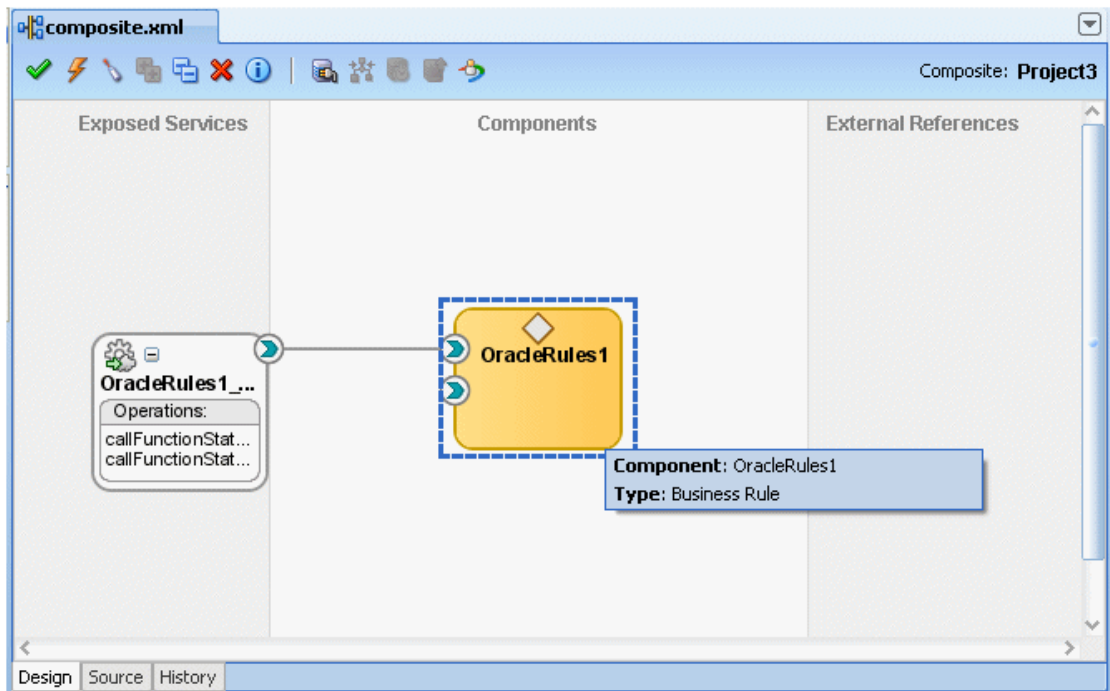 composite.xml
Composite: Project3
Exposed Services
Components
External References
OracleRules1_...
Operations:
callFunctionStat...
callFunctionStat...
OracleRules1
Component: OracleRules1
Type: Business Rule
Design Source History